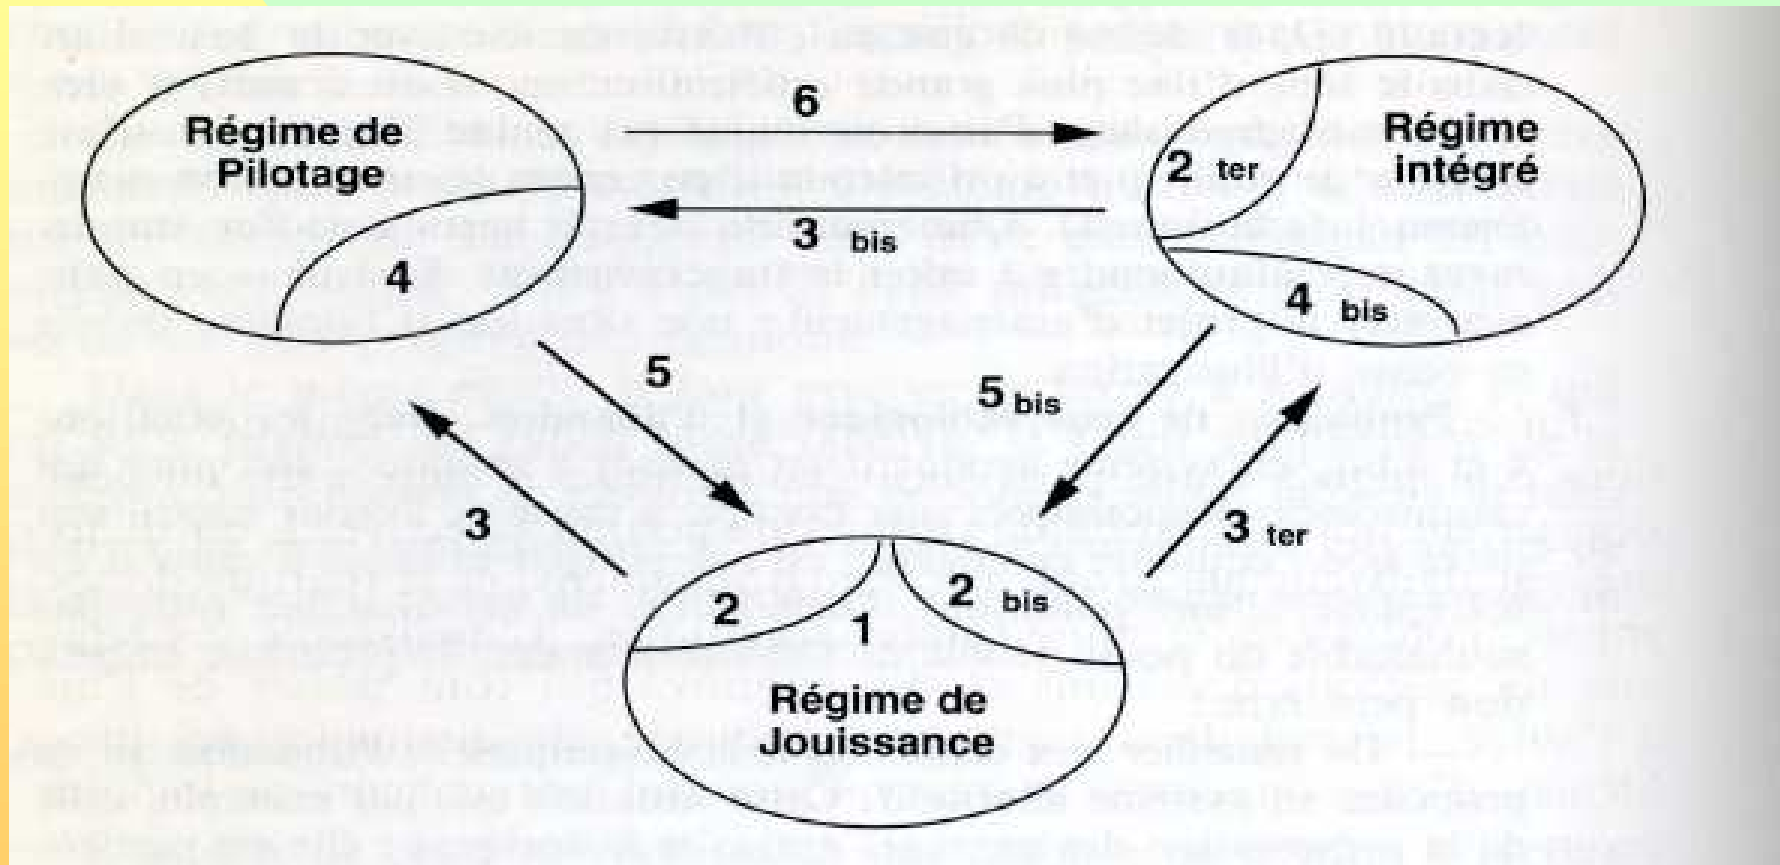 Régime de
Pilotage
4
6
3 bis
2 ter
Régime
intégré
4 bis
5
5 bis
3
3 ter
2
1
2 bis
Régime de
Jouissance